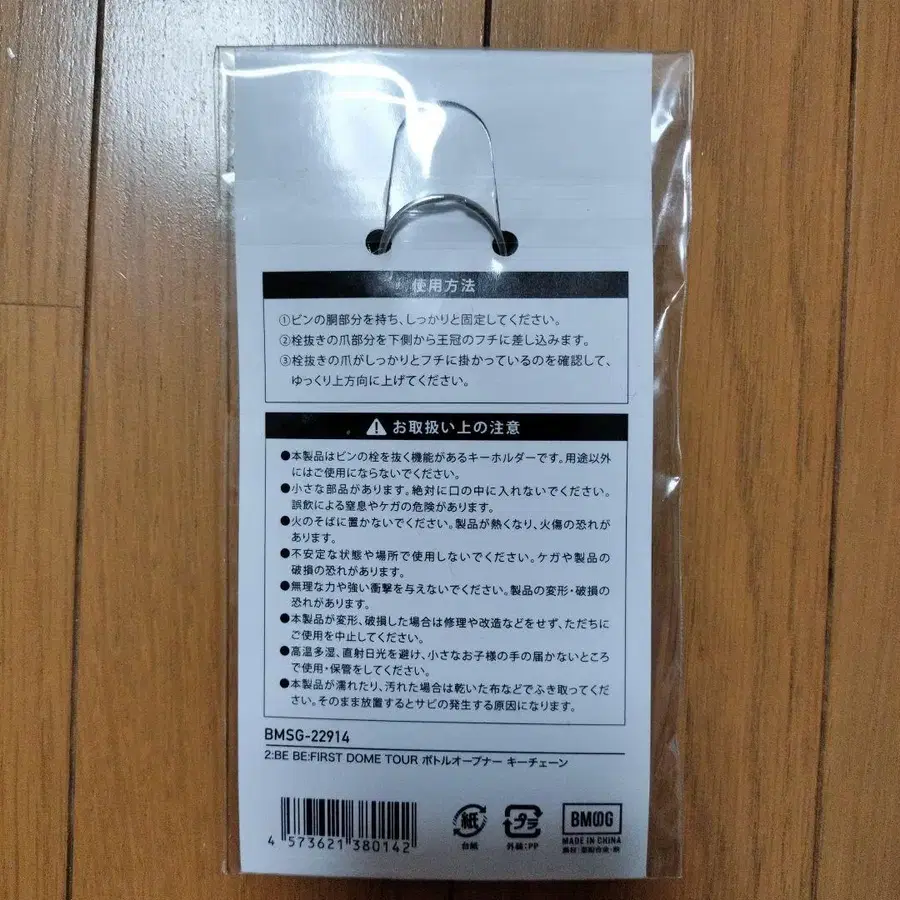 使用方法
①ビンの胴部分を持ち、しっかりと固定してください。
②栓抜きの爪部分を下側から王冠のフチに差し込みます。
③栓抜きの爪がしっかりとフチに掛かっているのを確認して、
ゆっくり上方向に上げてください。
お取扱い上の注意
●本製品はビンの栓を抜く機能があるキーホルダーです。用途以外
にはご使用にならないでください。
●小さな部品があります。絶対に口の中に入れないでください。
誤飲による窒息やケガの危険があります。
●火のそばに置かないでください。製品が熱くなり、火傷の恐れが
あります。
●不安定な状態や場所で使用しないでください。ケガや製品の
破損の恐れがあります。
●無理な力や強い衝撃を与えないでください。製品の変形・破損の
恐れがあります。
●本製品が変形、破損した場合は修理や改造などをせず、ただちに
ご使用を中止してください。
●高温多湿、直射日光を避け、小さなお子様の手の届かないところ
で使用・保管をしてください。
●本製品が濡れたり、汚れた場合は乾いた布などでふき取ってくだ
さい。そのまま放置するとサビの発生する原因になります。
BMSG-22914
2:BE BE:FIRST DOME TOUR ボトルオープナー キーチェーン
4 573621 380142
紙
台紙
プラ
外装:PP
BMSG
MADE IN CHINA
素材:亜鉛合金・鉄